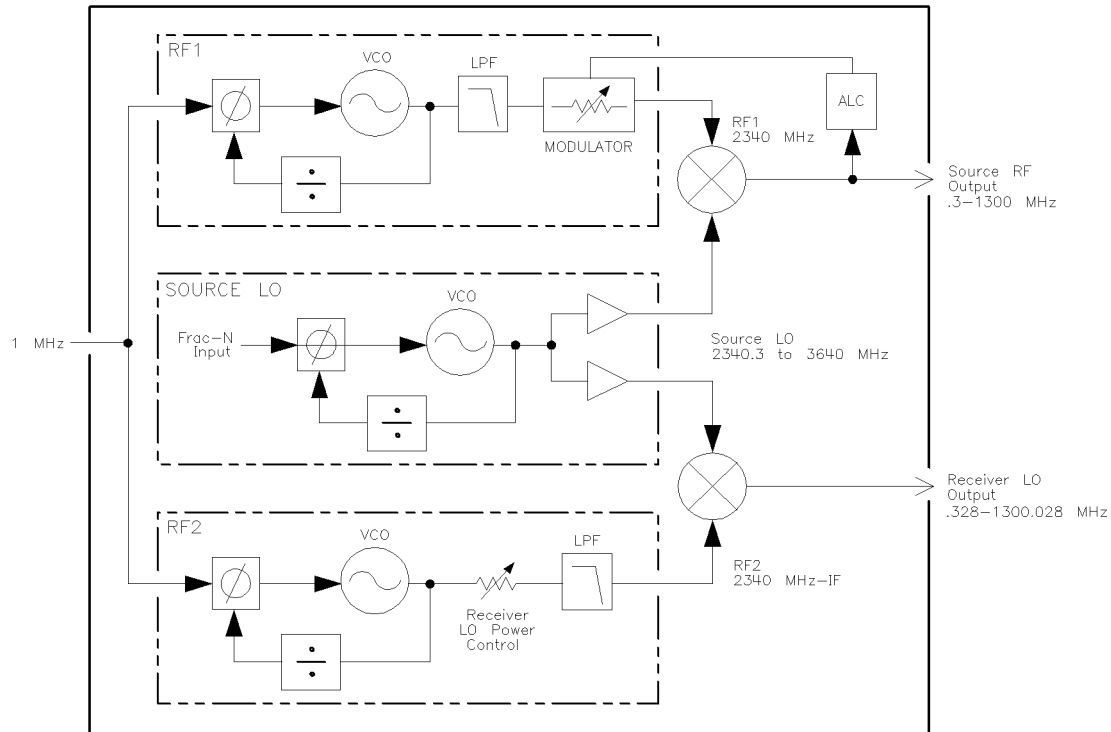 RF1
VCO
LPF
MODULATOR
ALC
RF1
2340 MHz
Source RF
Output
.3-1300 MHz
SOURCE LO
VCO
Frac-N
Input
1 MHz
Source LO
2340.3 to 3640 MHz
RF2
VCO
LPF
Receiver
LO Power
Control
RF2
2340 MHz-IF
Receiver LO
Output
.328-1300.028 MHz